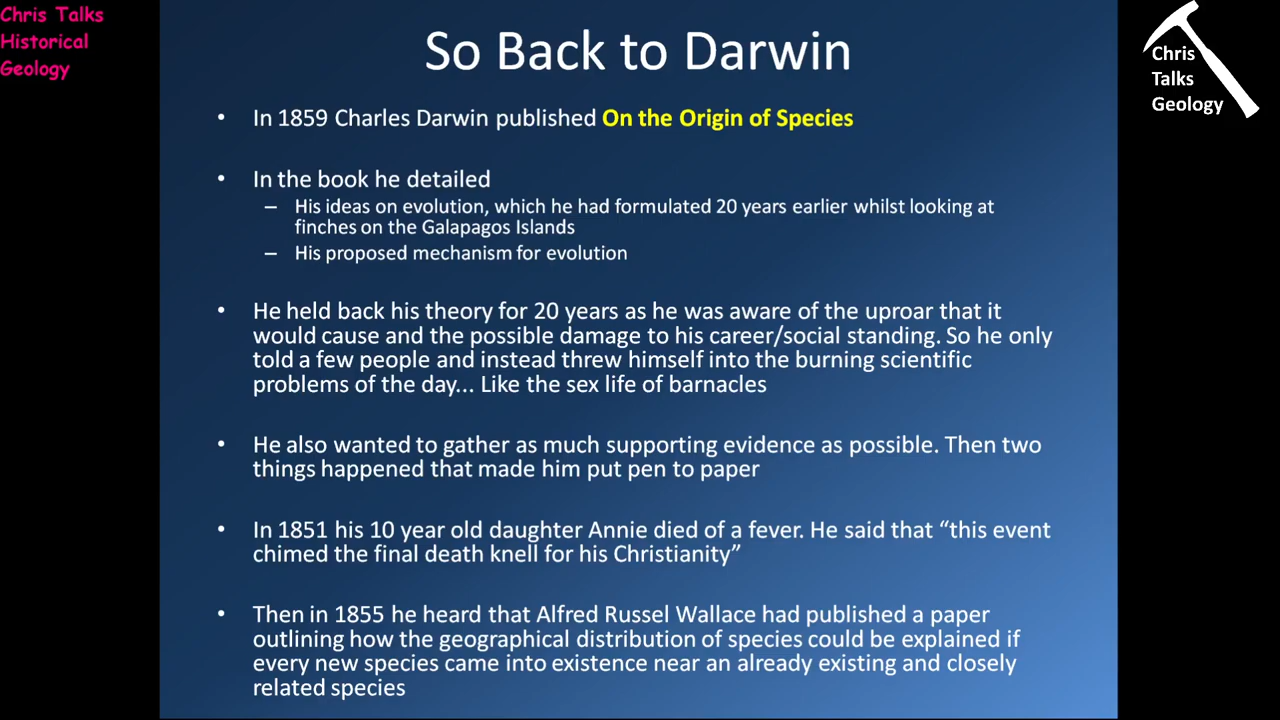 Chris Talks
Historical
Geology
Chris
Talks
Geology
So Back to Darwin
• In 1859 Charles Darwin published On the Origin of Species
• In the book he detailed
– His ideas on evolution, which he had formulated 20 years earlier whilst looking at
finches on the Galapagos Islands
– His proposed mechanism for evolution
• He held back his theory for 20 years as he was aware of the uproar that it
would cause and the possible damage to his career/social standing. So he only
told a few people and instead threw himself into the burning scientific
problems of the day... Like the sex life of barnacles
• He also wanted to gather as much supporting evidence as possible. Then two
things happened that made him put pen to paper
• In 1851 his 10 year old daughter Annie died of a fever. He said that “this event
chimed the final death knell for his Christianity”
• Then in 1855 he heard that Alfred Russel Wallace had published a paper
outlining how the geographical distribution of species could be explained if
every new species came into existence near an already existing and closely
related species